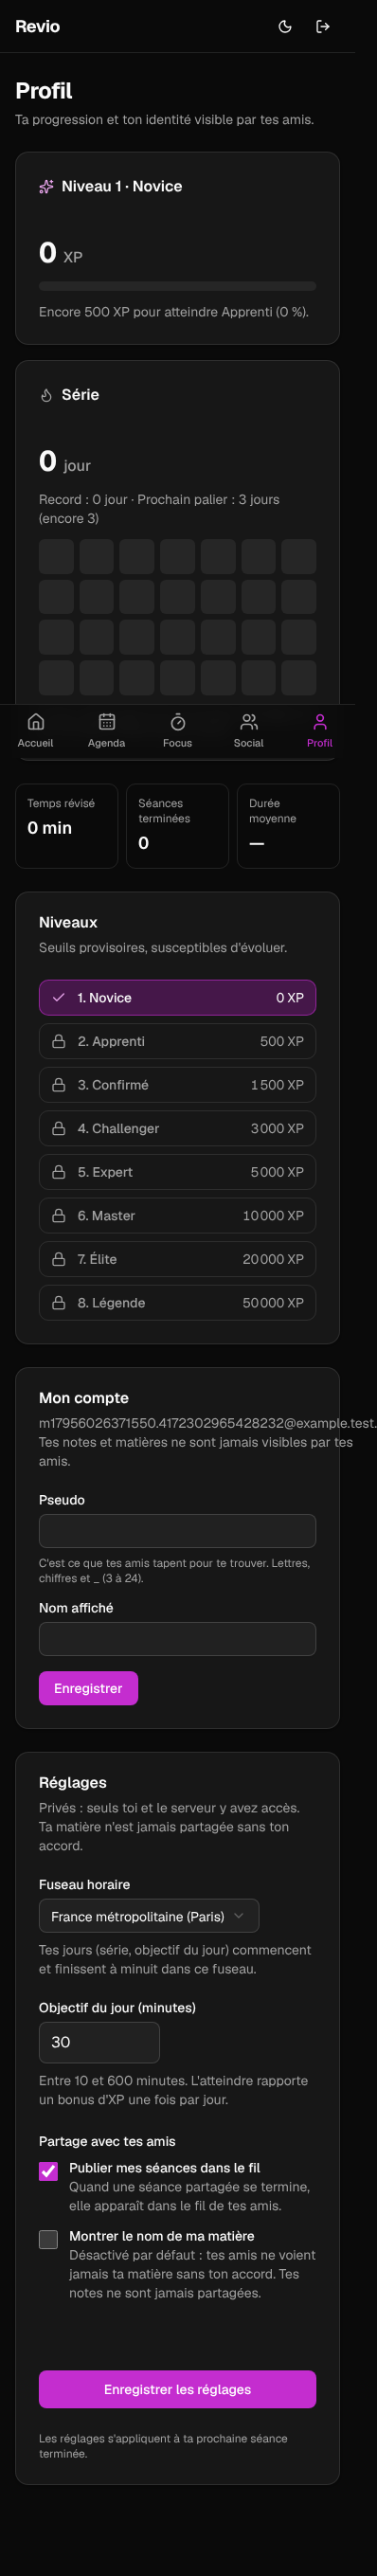 Revio
Profil
Ta progression et ton identité visible par tes amis.
Niveau 1 · Novice
0 XP
Encore 500 XP pour atteindre Apprenti (0 %).
Série
0 jour
Record : 0 jour · Prochain palier : 3 jours
(encore 3)
Accueil
Agenda
Focus
Social
Profil
Temps révisé
0 min
Séances
terminées
0
Durée
moyenne
—
Niveaux
Seuils provisoires, susceptibles d'évoluer.
1. Novice 0 XP
2. Apprenti 500 XP
3. Confirmé 1 500 XP
4. Challenger 3 000 XP
5. Expert 5 000 XP
6. Master 10 000 XP
7. Élite 20 000 XP
8. Légende 50 000 XP
Mon compte
m17956026371550.4172302965428232@example.test.
Tes notes et matières ne sont jamais visibles par tes
amis.
Pseudo
C'est ce que tes amis tapent pour te trouver. Lettres,
chiffres et _ (3 à 24).
Nom affiché
Enregistrer
Réglages
Privés : seuls toi et le serveur y avez accès.
Ta matière n'est jamais partagée sans ton
accord.
Fuseau horaire
France métropolitaine (Paris)
Tes jours (série, objectif du jour) commencent
et finissent à minuit dans ce fuseau.
Objectif du jour (minutes)
30
Entre 10 et 600 minutes. L'atteindre rapporte
un bonus d'XP une fois par jour.
Partage avec tes amis
Publier mes séances dans le fil
Quand une séance partagée se termine,
elle apparaît dans le fil de tes amis.
Montrer le nom de ma matière
Désactivé par défaut : tes amis ne voient
jamais ta matière sans ton accord. Tes
notes ne sont jamais partagées.
Enregistrer les réglages
Les réglages s'appliquent à ta prochaine séance
terminée.